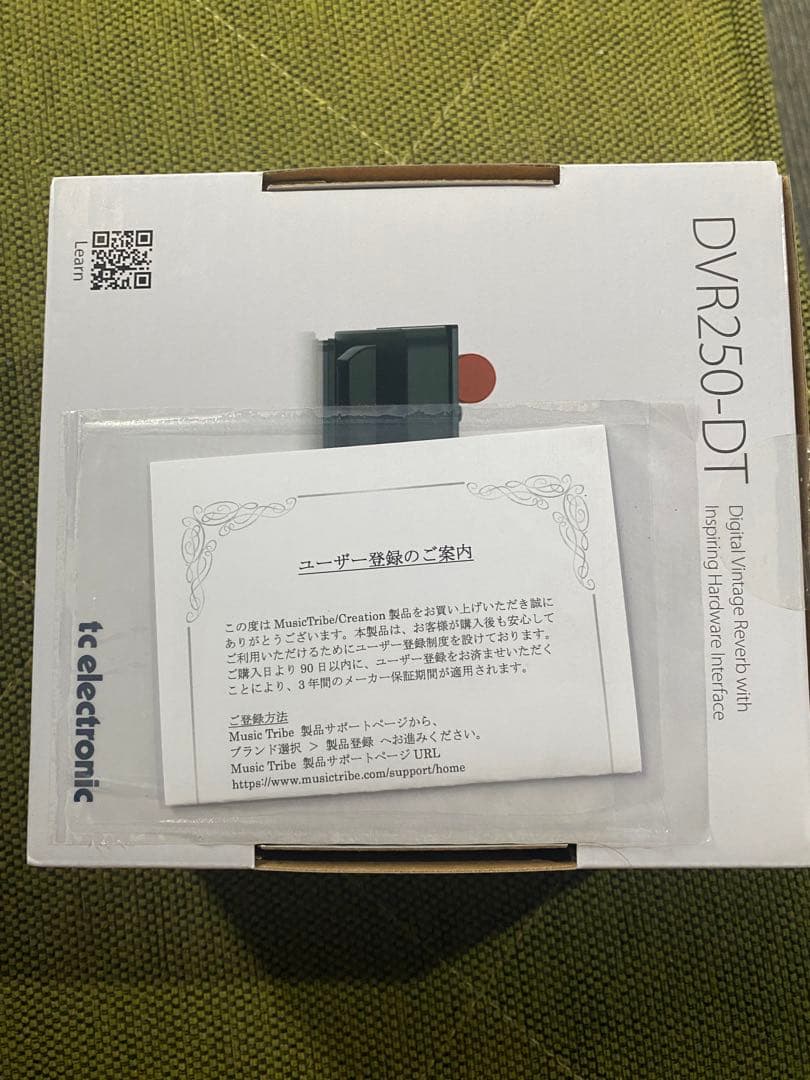 Learn
DVR250-DT
Digital Vintage Reverb with
Inspiring Hardware Interface
tc electronic
ユーザー登録のご案内
この度は MusicTribe/Creation 製品をお買い上げいただき誠に
ありがとうございます。本製品は、お客様が購入後も安心して
ご利用いただけるためにユーザー登録制度を設けております。
ご購入日より 90 日以内に、ユーザー登録をお済ませいただく
ことにより、3 年間のメーカー保証期間が適用されます。
ご登録方法
Music Tribe 製品サポートページから、
ブランド選択 > 製品登録 へお進みください。
Music Tribe 製品サポートページ URL
https://www.musictribe.com/support/home